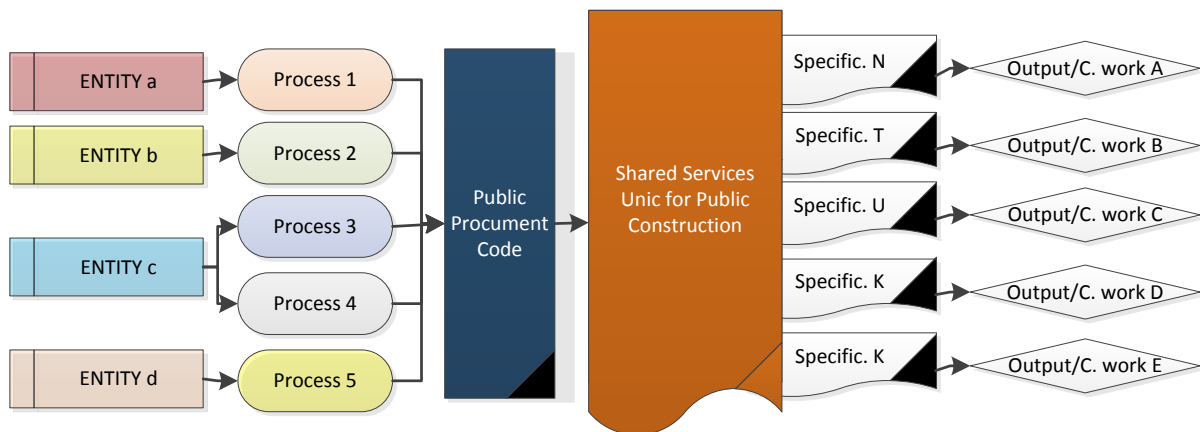 ENTITY a
Process 1
ENTITY b
Process 2
ENTITY c
Process 3
Process 4
ENTITY d
Process 5
Public
Procument
Code
Shared Services
Unic for Public
Construction
Specific. N
Output/C. work A
Specific. T
Output/C. work B
Specific. U
Output/C. work C
Specific. K
Output/C. work D
Specific. K
Output/C. work E